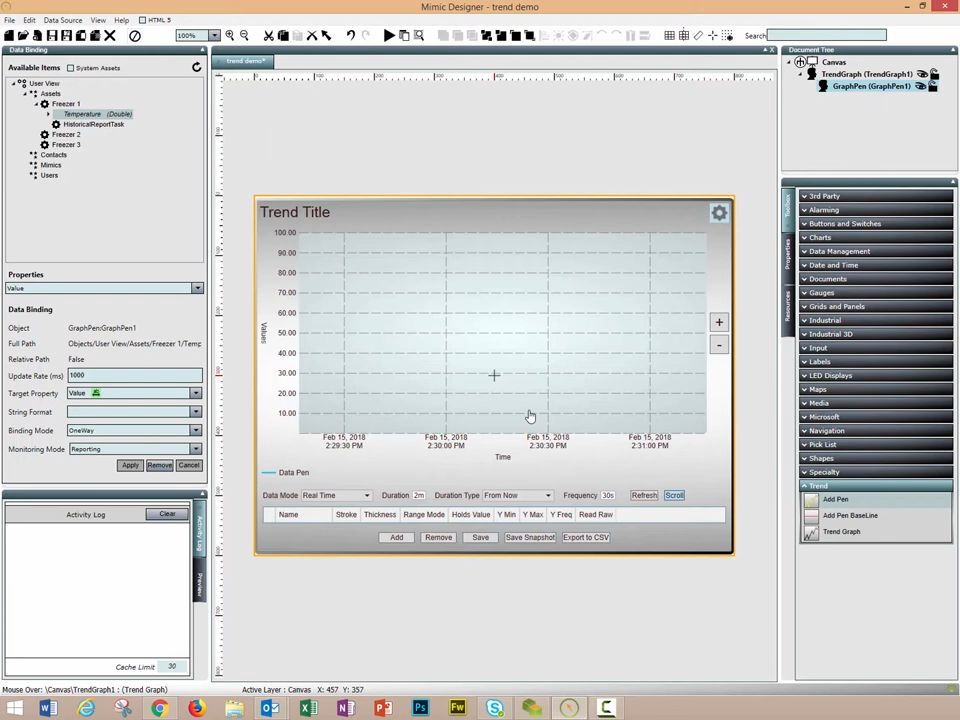 Mimic Designer - trend demo
File Edit Data Source View Help HTML 5
100% Search
Data Binding
Available Items System Assets
User View
Assets
Freezer 1
Temperature (Double)
HistoricalReportTask
Freezer 2
Freezer 3
Contacts
Mimics
Users
Properties
Value
Data Binding
Object GraphPen:GraphPen1
Full Path Objects/User View/Assets/Freezer 1/Temp
Relative Path False
Update Rate (ms) 1000
Target Property Value
String Format
Binding Mode OneWay
Monitoring Mode Reporting
Apply Remove Cancel
Activity Log Clear
Activity Log
Preview
Cache Limit 30
trend demo*
Trend Title
100.00
90.00
80.00
70.00
60.00
50.00
40.00
30.00
20.00
10.00
Values
+
-
Feb 15, 2018 Feb 15, 2018 Feb 15, 2018 Feb 15, 2018
2:29:30 PM 2:30:00 PM 2:30:30 PM 2:31:00 PM
Time
Data Pen
Data Mode Real Time Duration 2m Duration Type From Now Frequency 30s Refresh Scroll
Name Stroke Thickness Range Mode Holds Value Y Min Y Max Y Freq Read Raw
Add Remove Save Save Snapshot Export to CSV
Document Tree
Canvas
TrendGraph (TrendGraph1)
GraphPen (GraphPen1)
Toolbox
Properties
Resources
3rd Party
Alarming
Buttons and Switches
Charts
Data Management
Date and Time
Documents
Gauges
Grids and Panels
Industrial
Industrial 3D
Input
Labels
LED Displays
Maps
Media
Microsoft
Navigation
Pick List
Shapes
Specialty
Trend
Add Pen
Add Pen BaseLine
Trend Graph
Mouse Over: \Canvas\TrendGraph1 : (Trend Graph) Active Layer : Canvas X: 457 Y: 357